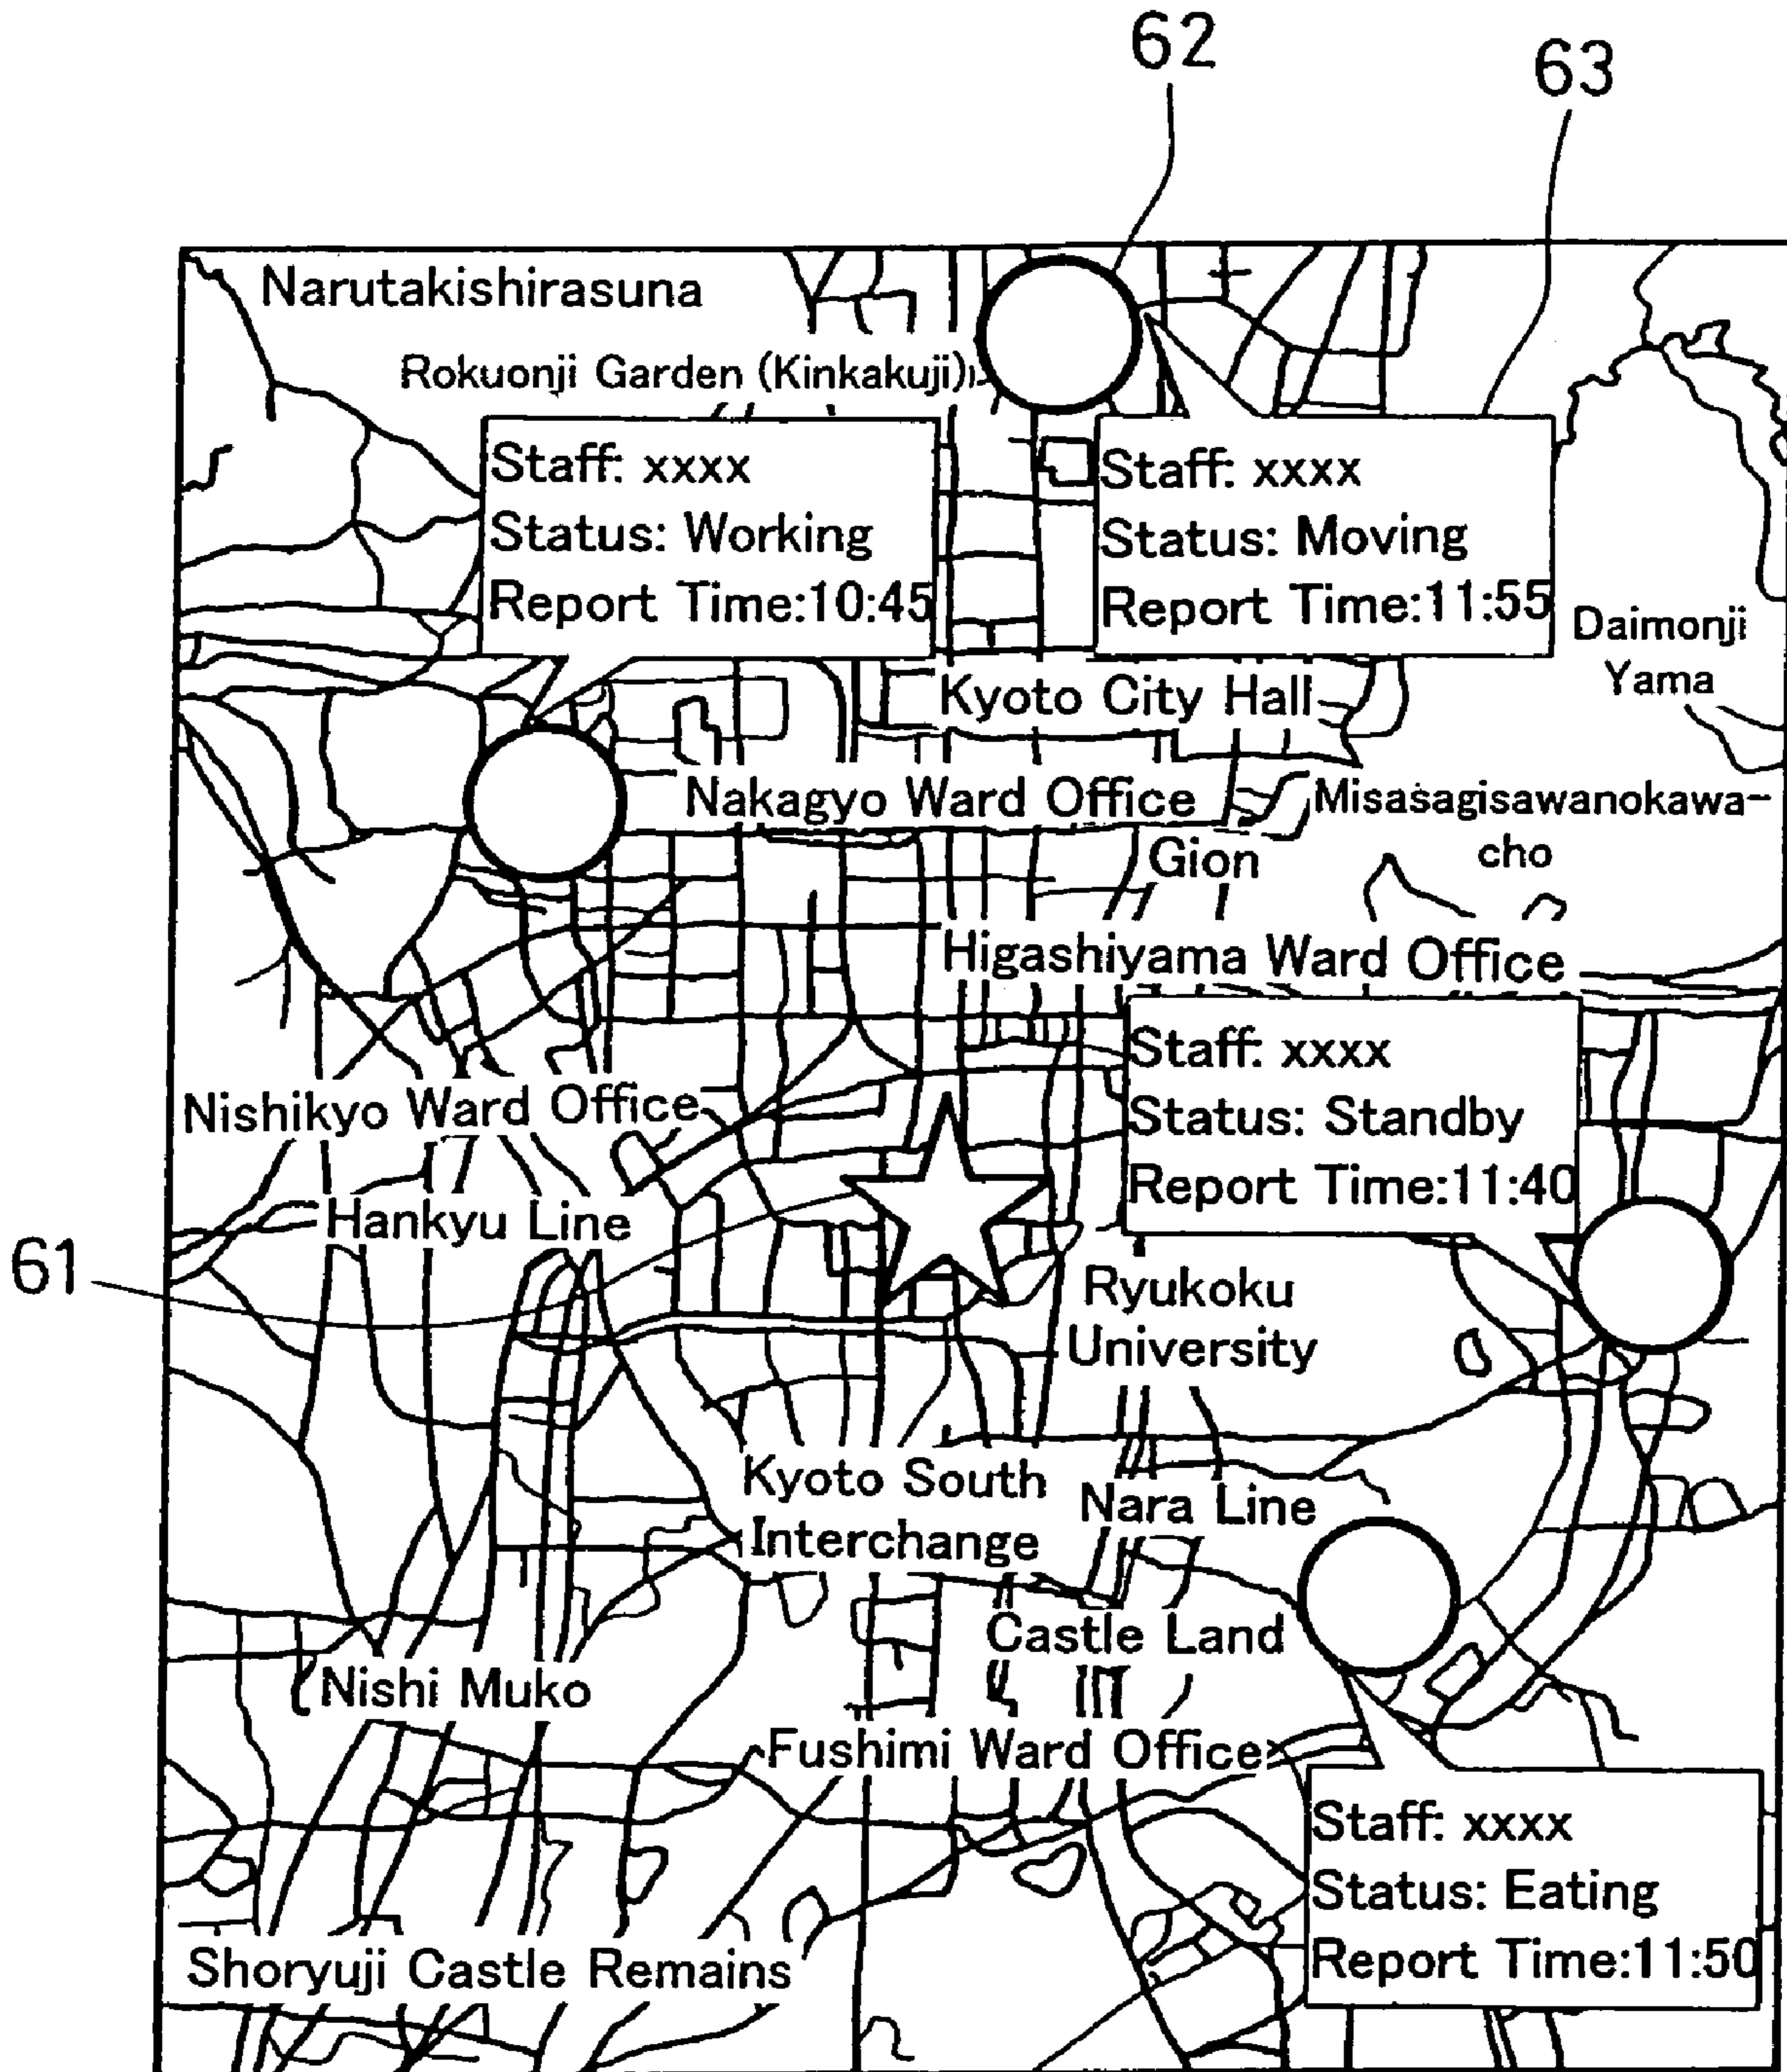 62
63
Narutakishirasuna
Rokuonji Garden (Kinkakuji)
Staff: xxxx
Status: Working
Report Time:10:45
Staff: xxxx
Status: Moving
Report Time:11:55
Daimonji
Yama
Kyoto City Hall
Nakagyo Ward Office
Misasagisawanokawa-
cho
Gion
Higashiyama Ward Office
Staff: xxxx
Status: Standby
Report Time:11:40
Nishikyo Ward Office
Hankyu Line
61
Ryukoku
University
Kyoto South
Interchange
Nara Line
Castle Land
Nishi Muko
Fushimi Ward Office
Staff: xxxx
Status: Eating
Report Time:11:50
Shoryuji Castle Remains